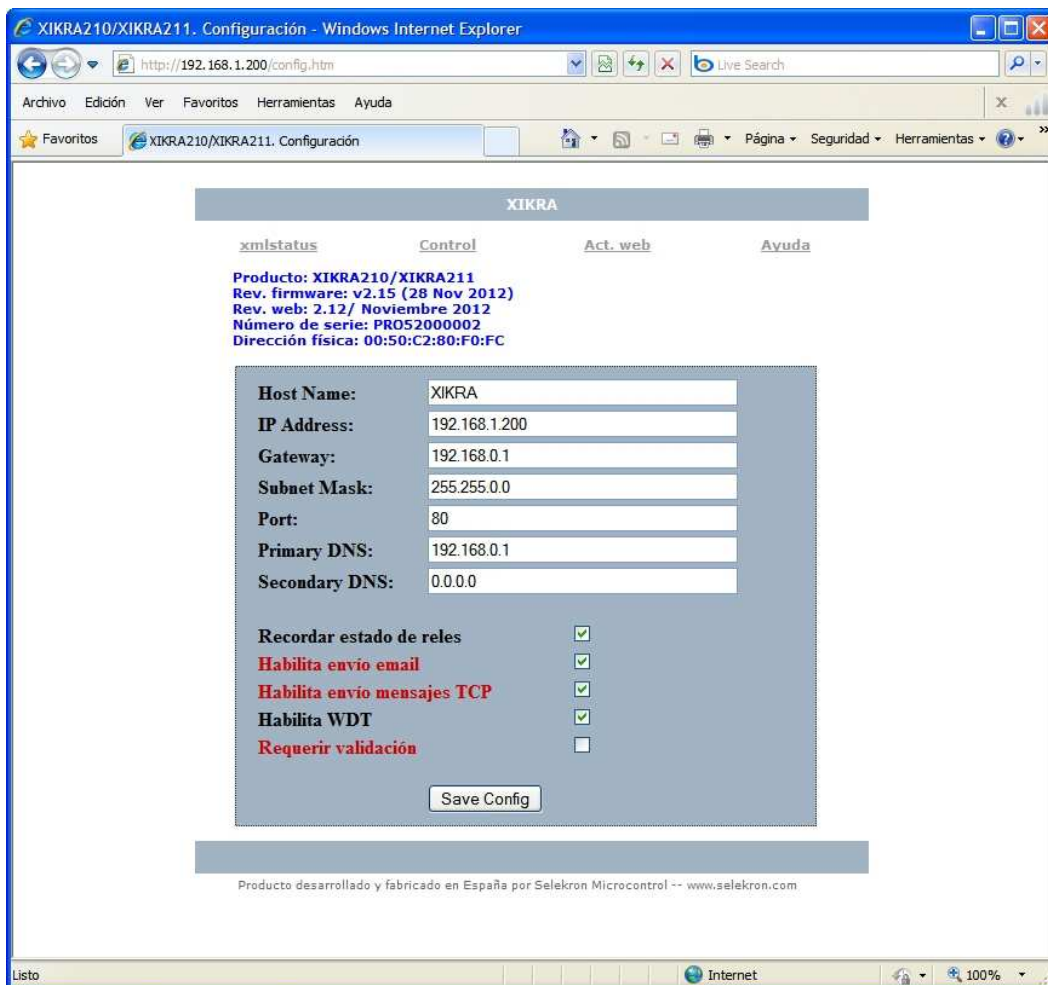 XIKRA210/XIKRA211. Configuración - Windows Internet Explorer
http://192.168.1.200/config.htm
Live Search
Archivo Edición Ver Favoritos Herramientas Ayuda
Favoritos XIKRA210/XIKRA211. Configuración Página Seguridad Herramientas
XIKRA
xmlstatus Control Act. web Ayuda
Producto: XIKRA210/XIKRA211
Rev. firmware: v2.15 (28 Nov 2012)
Rev. web: 2.12/ Noviembre 2012
Número de serie: PRO52000002
Dirección física: 00:50:C2:80:F0:FC
Host Name: XIKRA
IP Address: 192.168.1.200
Gateway: 192.168.0.1
Subnet Mask: 255.255.0.0
Port: 80
Primary DNS: 192.168.0.1
Secondary DNS: 0.0.0.0
Recordar estado de reles
Habilita envío email
Habilita envío mensajes TCP
Habilita WDT
Requerir validación
Save Config
Producto desarrollado y fabricado en España por Selekron Microcontrol -- www.selekron.com
Listo Internet 100%